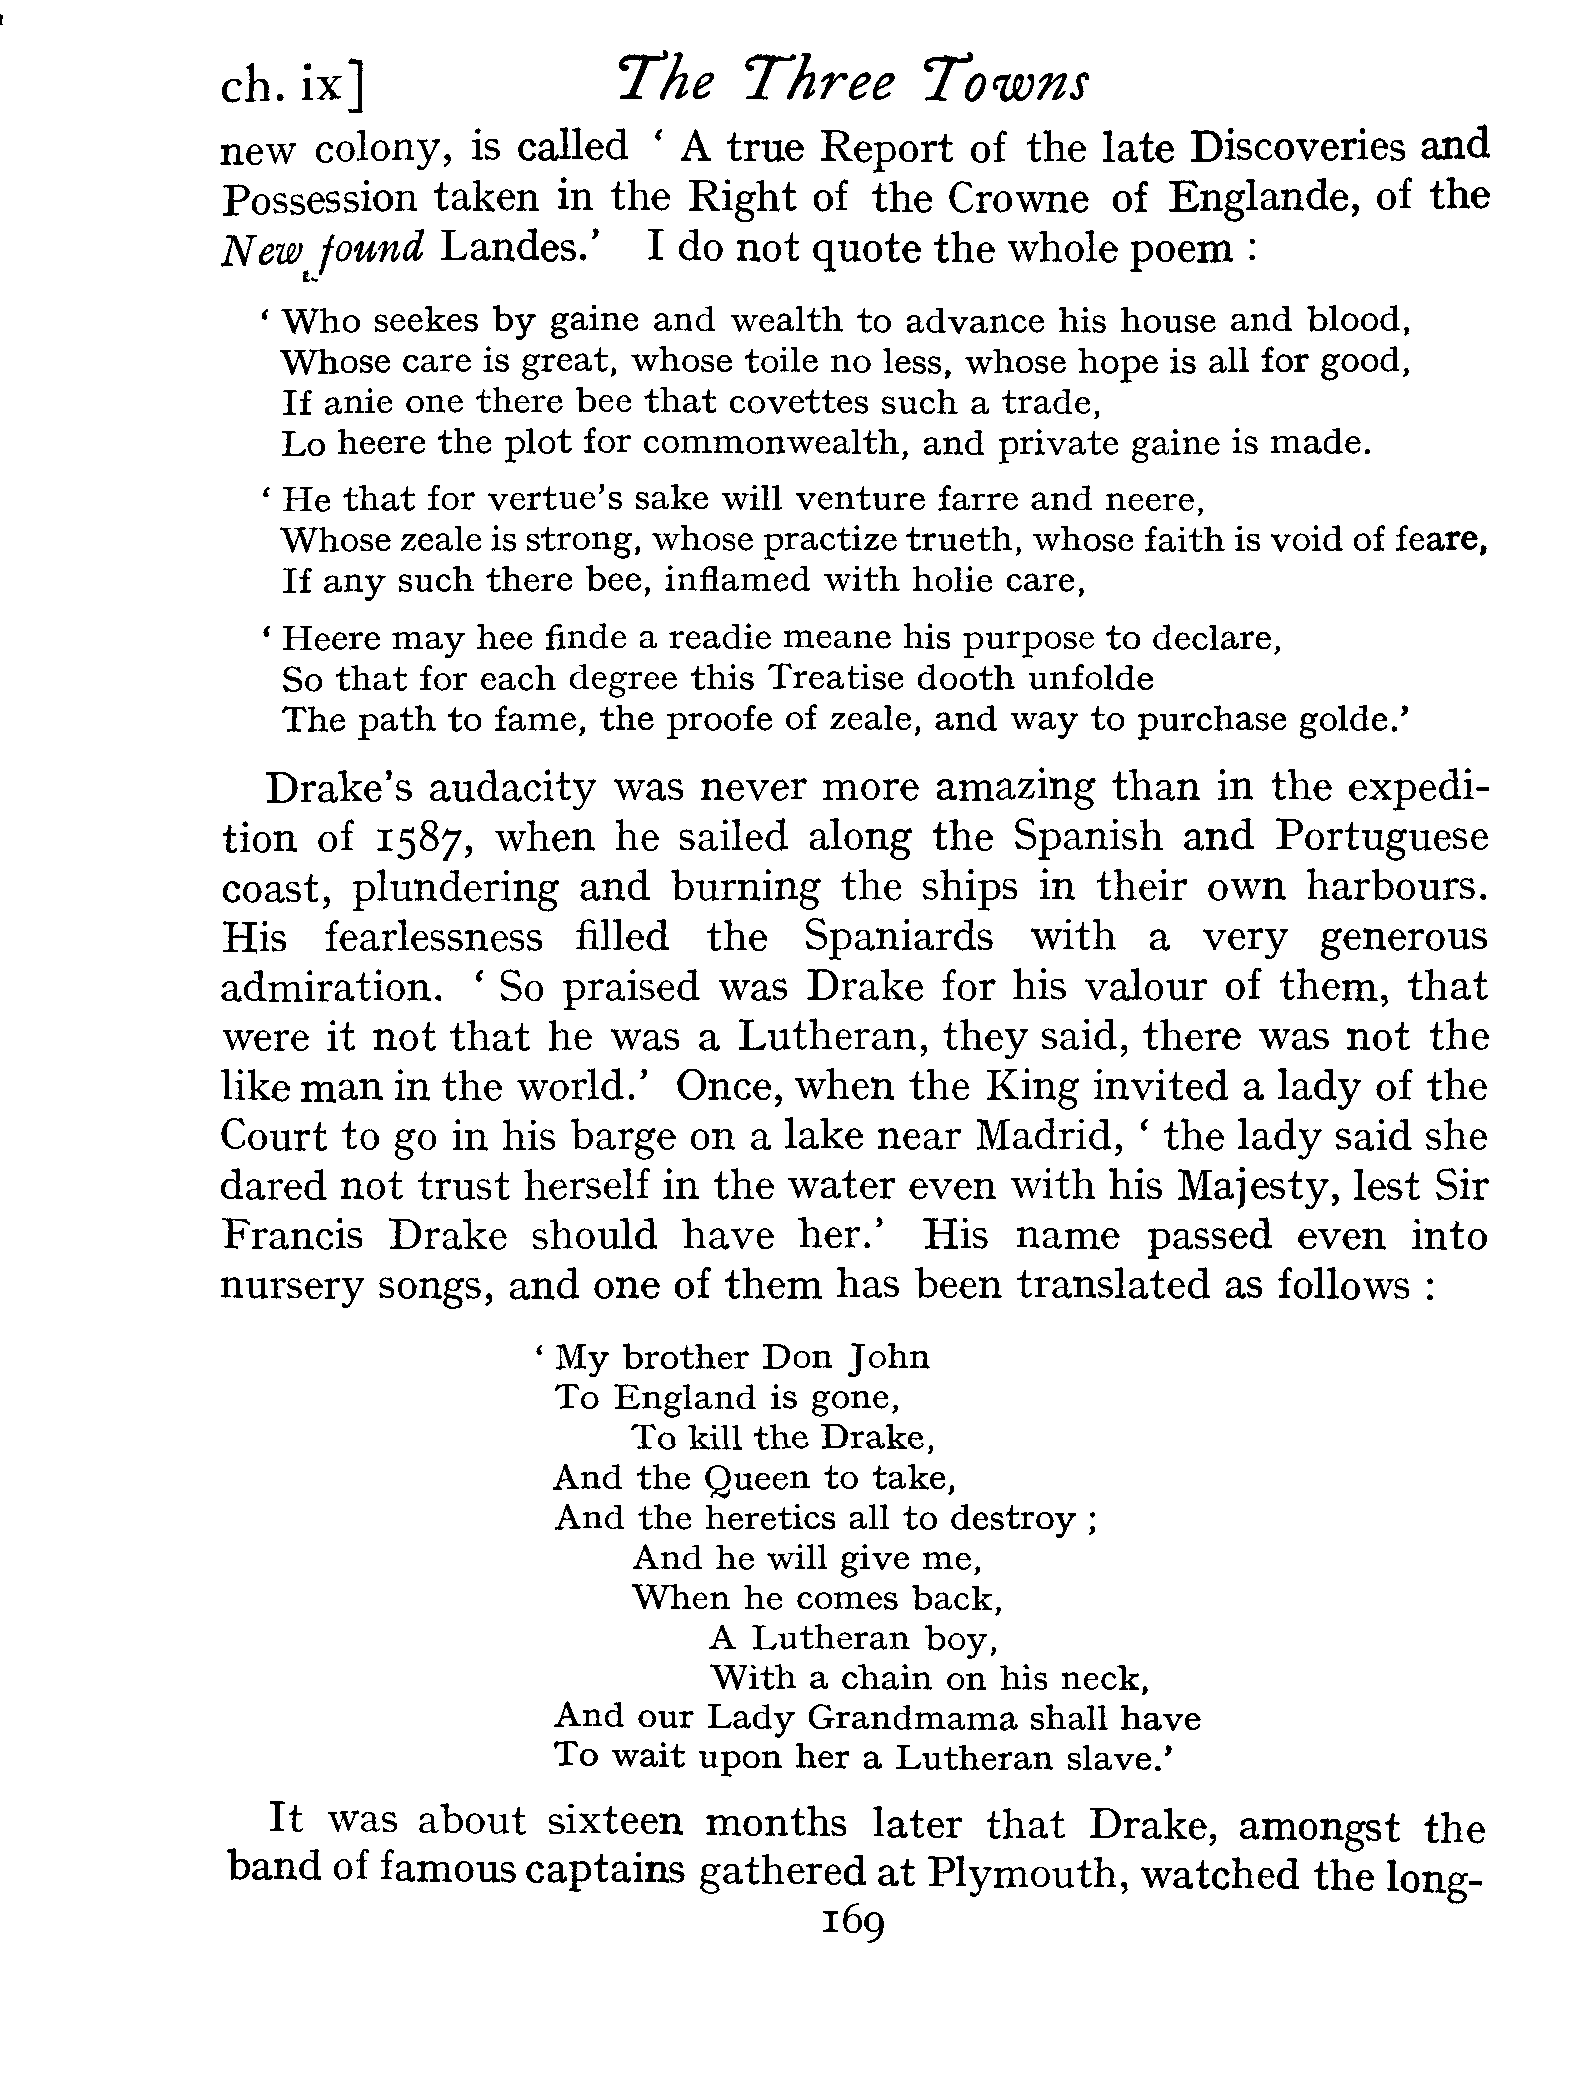 ch. ix] The Three Towns
new colony, is called ‘ A true Report of the late Discoveries and
Possession taken in the Right of the Crowne of Englande, of the
New found Landes.’ I do not quote the whole poem :
‘ Who seekes by gaine and wealth to advance his house and blood,
Whose care is great, whose toile no less, whose hope is all for good,
If anie one there bee that covettes such a trade,
Lo heere the plot for commonwealth, and private gaine is made.
‘ He that for vertue’s sake will venture farre and neere,
Whose zeale is strong, whose practize trueth, whose faith is void of feare,
If any such there bee, inflamed with holie care,
‘ Heere may hee finde a readie meane his purpose to declare,
So that for each degree this Treatise dooth unfolde
The path to fame, the proofe of zeale, and way to purchase golde.’
Drake’s audacity was never more amazing than in the expedi-
tion of 1587, when he sailed along the Spanish and Portuguese
coast, plundering and burning the ships in their own harbours.
His fearlessness filled the Spaniards with a very generous
admiration. ‘ So praised was Drake for his valour of them, that
were it not that he was a Lutheran, they said, there was not the
like man in the world.’ Once, when the King invited a lady of the
Court to go in his barge on a lake near Madrid, ‘ the lady said she
dared not trust herself in the water even with his Majesty, lest Sir
Francis Drake should have her.’ His name passed even into
nursery songs, and one of them has been translated as follows :
‘ My brother Don John
To England is gone,
To kill the Drake,
And the Queen to take,
And the heretics all to destroy ;
And he will give me,
When he comes back,
A Lutheran boy,
With a chain on his neck,
And our Lady Grandmama shall have
To wait upon her a Lutheran slave.’
It was about sixteen months later that Drake, amongst the
band of famous captains gathered at Plymouth, watched the long-
169